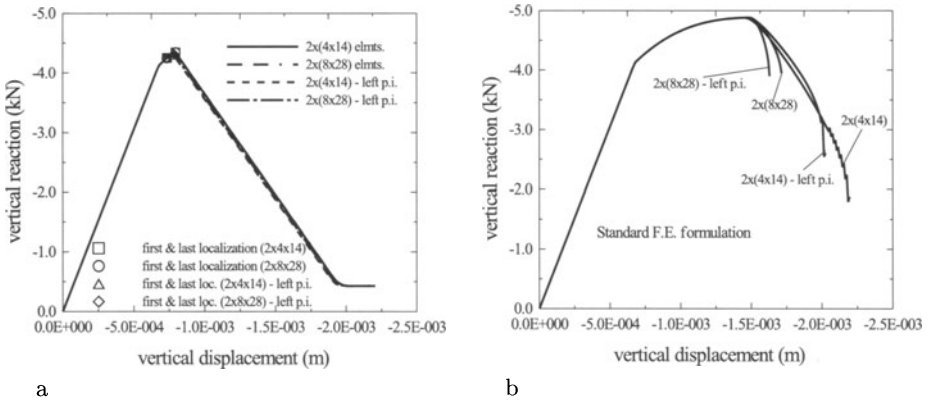 vertical reaction (kN)
-5.0
-4.0
-3.0
-2.0
-1.0
0.0
2x(4x14) elmts.
2x(8x28) elmts.
2x(4x14) - left p.i.
2x(8x28) - left p.i.
first & last localization (2x4x14)
first & last localization (2x8x28)
first & last loc. (2x4x14) - left p.i.
first & last loc. (2x8x28) - left p.i.
0.0E+000 -5.0E-004 -1.0E-003 -1.5E-003 -2.0E-003 -2.5E-003
vertical displacement (m)
a
vertical reaction (kN)
-5.0
-4.0
-3.0
-2.0
-1.0
0.0
2x(8x28) - left p.i.
2x(8x28)
2x(4x14)
2x(4x14) - left p.i.
Standard F.E. formulation
0.0E+000 -5.0E-004 -1.0E-003 -1.5E-003 -2.0E-003 -2.5E-003
vertical displacement (m)
b